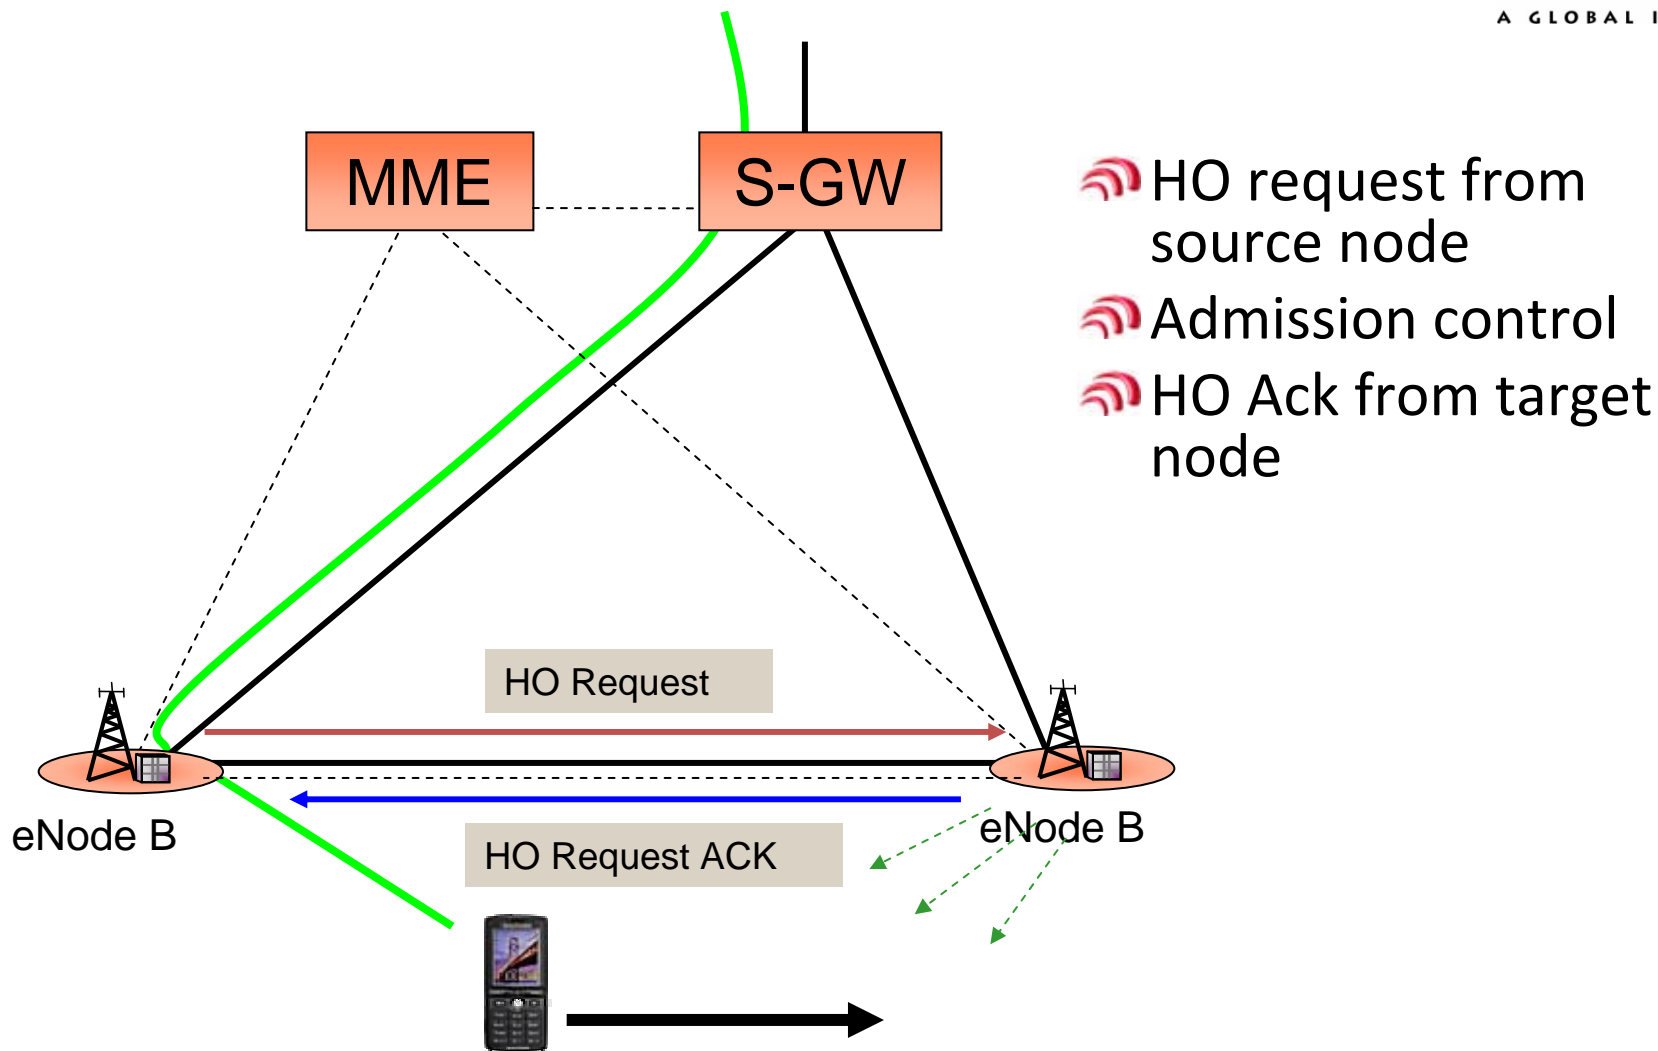 A GLOBAL I
MME
S-GW
HO request from
source node
Admission control
HO Ack from target
node
HO Request
eNode B
eNode B
HO Request ACK